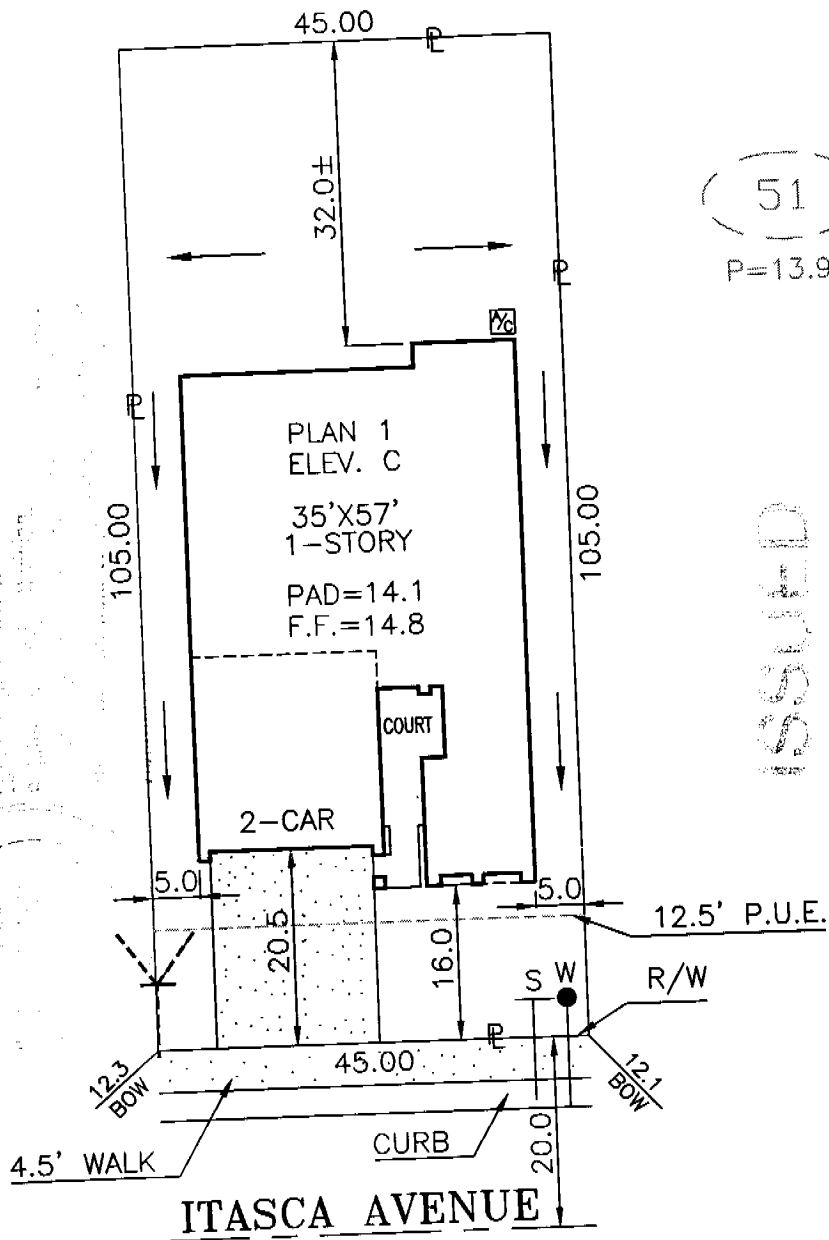 45.00
P̵L
32.0±
51
P=13.9
P̵L
A/C
P̵L
PLAN 1
ELEV. C
35'X57'
1-STORY
PAD=14.1
F.F.=14.8
105.00
105.00
ISSUED
COURT
2-CAR
5.0
5.0
20.5
16.0
12.5' P.U.E.
S W
R/W
P̵L
45.00
12.3
BOW
12.1
BOW
20.0
4.5' WALK
CURB
ITASCA AVENUE